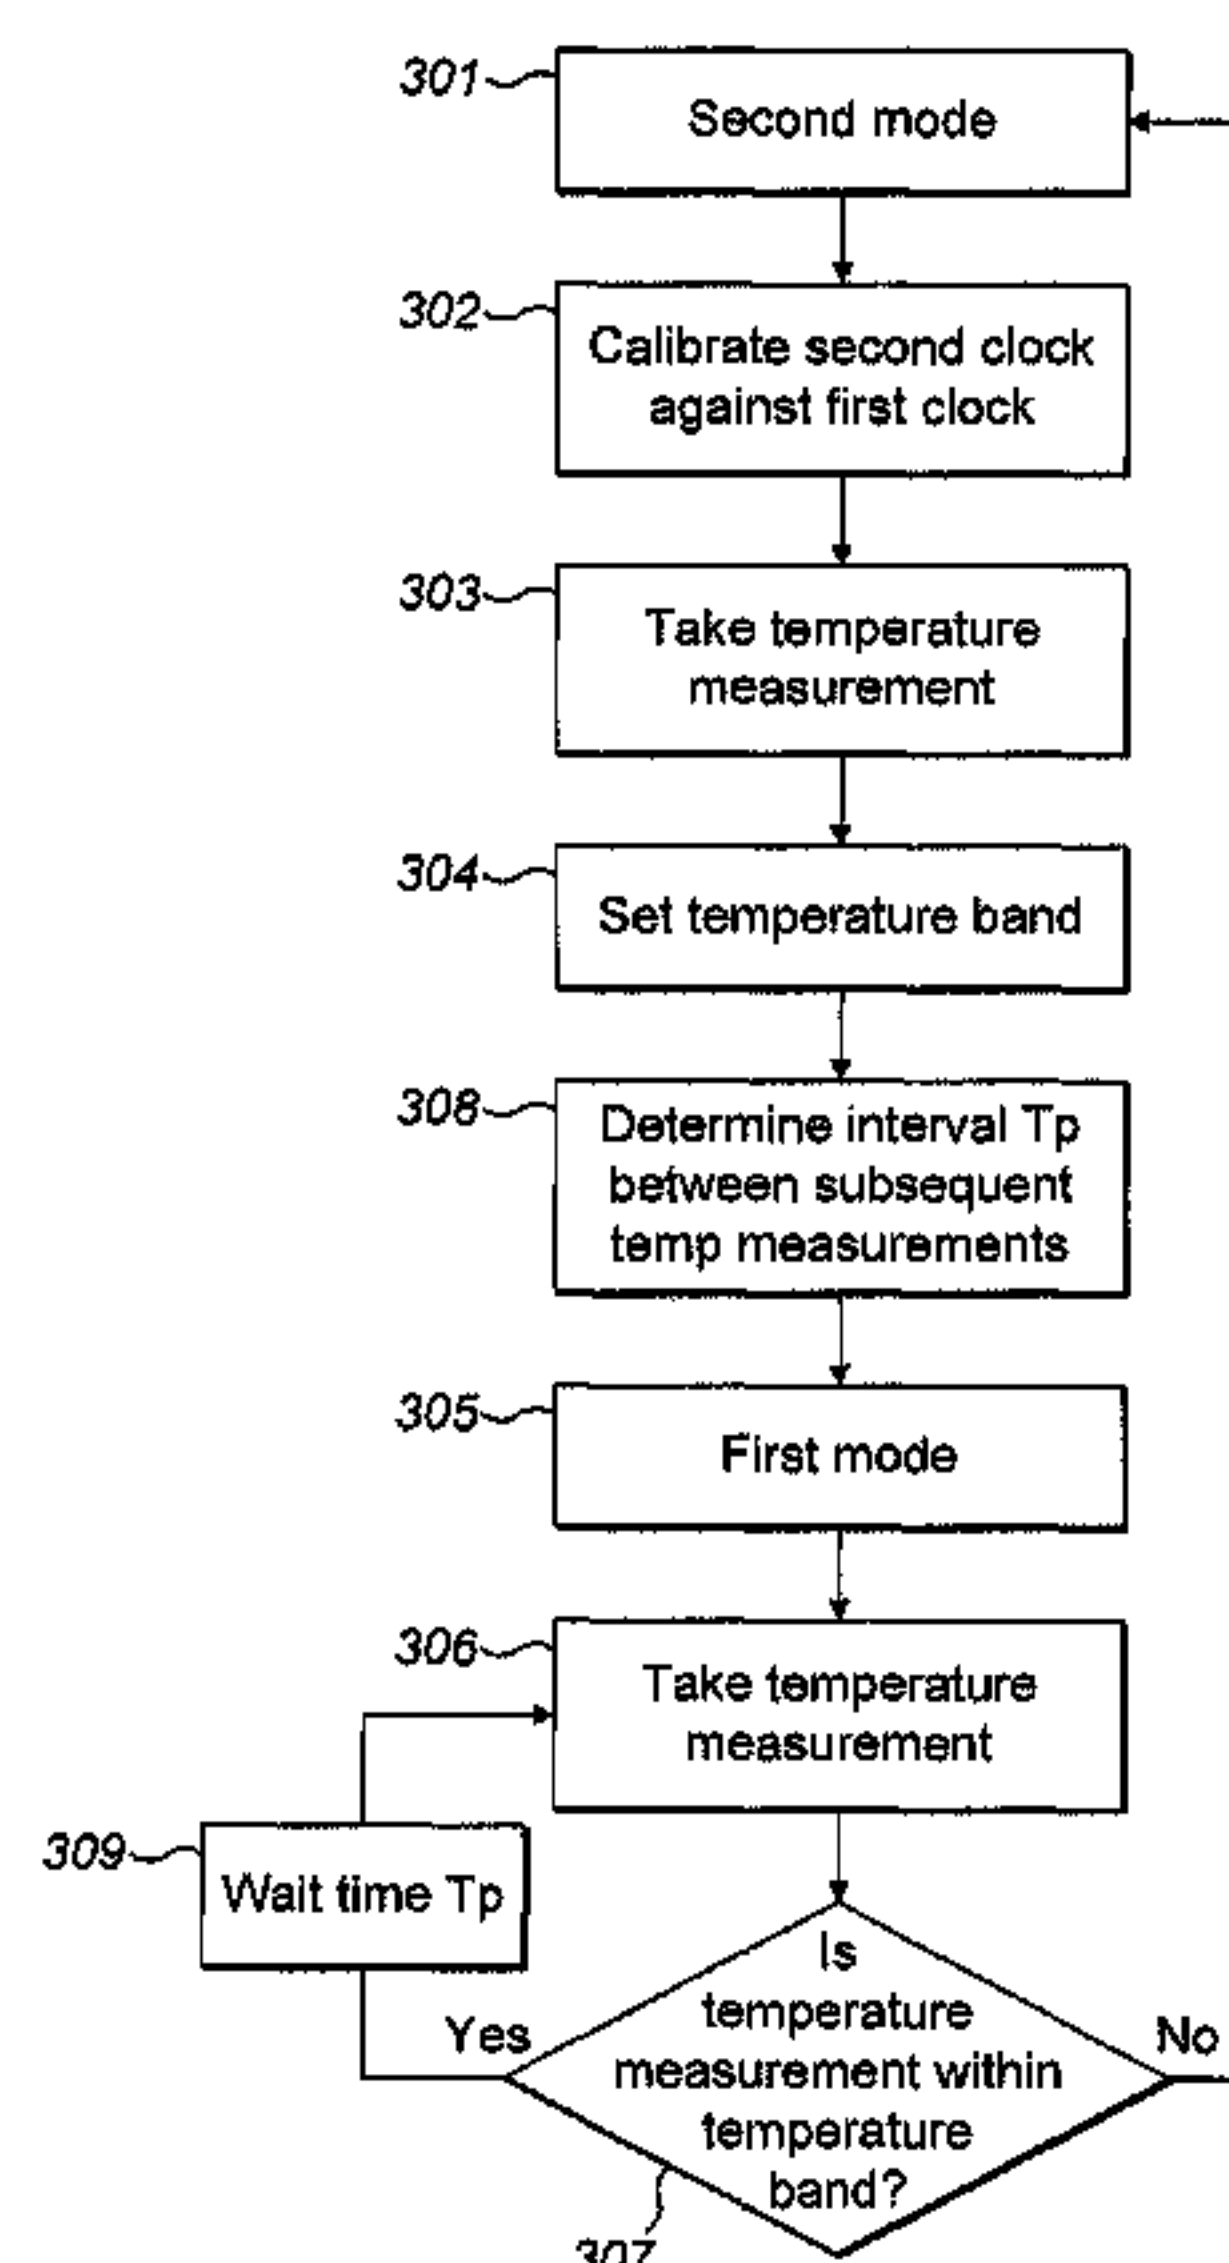 301
Second mode
302
Calibrate second clock
against first clock
303
Take temperature
measurement
304
Set temperature band
308
Determine interval Tp
between subsequent
temp measurements
305
First mode
306
Take temperature
measurement
309
Wait time Tp
Is
temperature
measurement within
temperature
band?
Yes
No
307